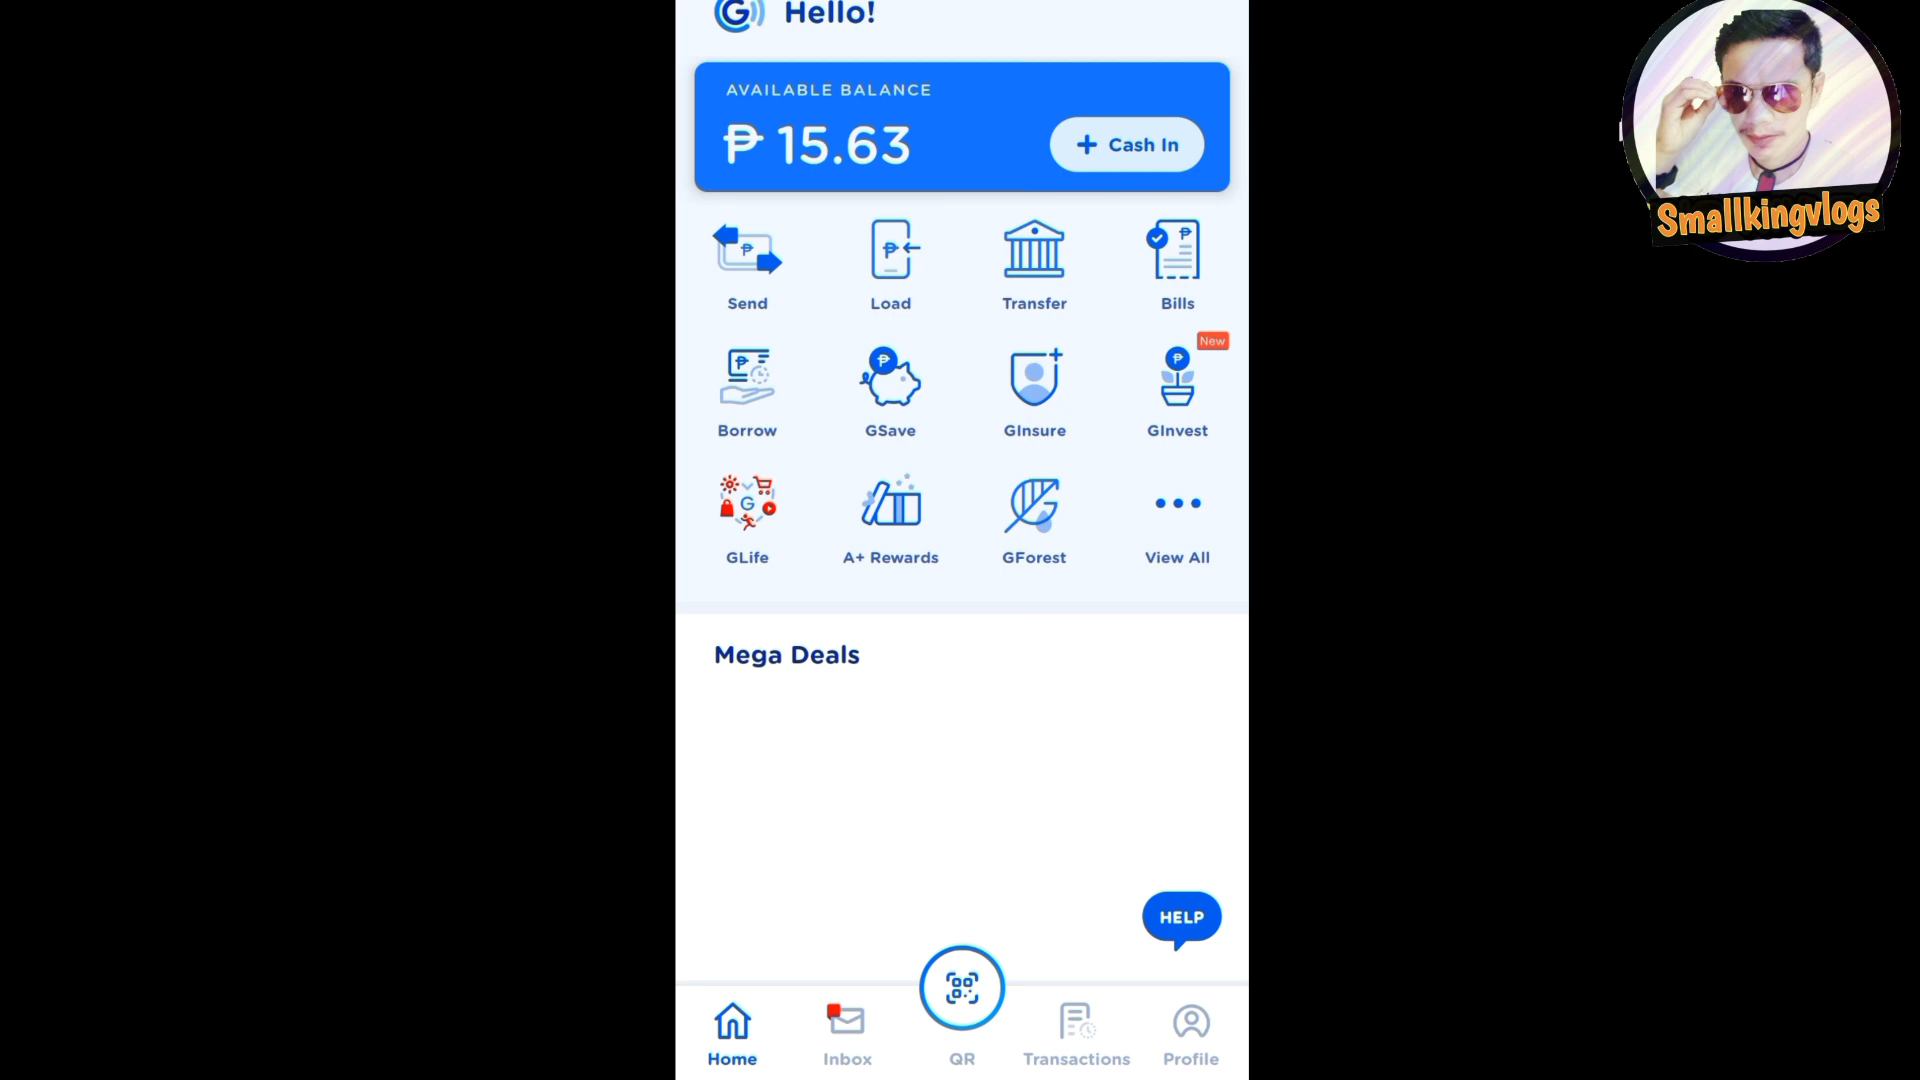 Hello!
AVAILABLE BALANCE
₱ 15.63
Cash In
Smallkingvlogs
Send
Load
Transfer
Bills
New
Borrow
GSave
GInsure
GInvest
GLife
A+ Rewards
GForest
View All
Mega Deals
HELP
Home
Inbox
QR
Transactions
Profile